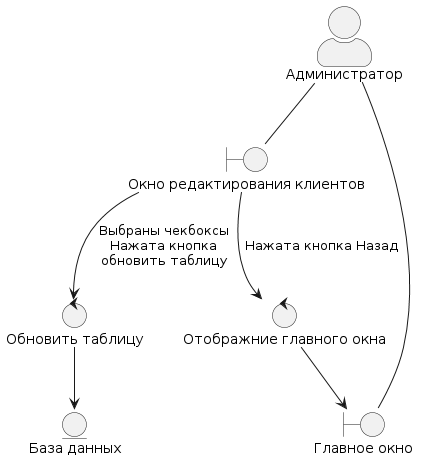 Администратор
Окно редактирования клиентов
Выбраны чекбоксы
Нажата кнопка
обновить таблицу
Нажата кнопка Назад
Обновить таблицу
Отображние главного окна
База данных
Главное окно